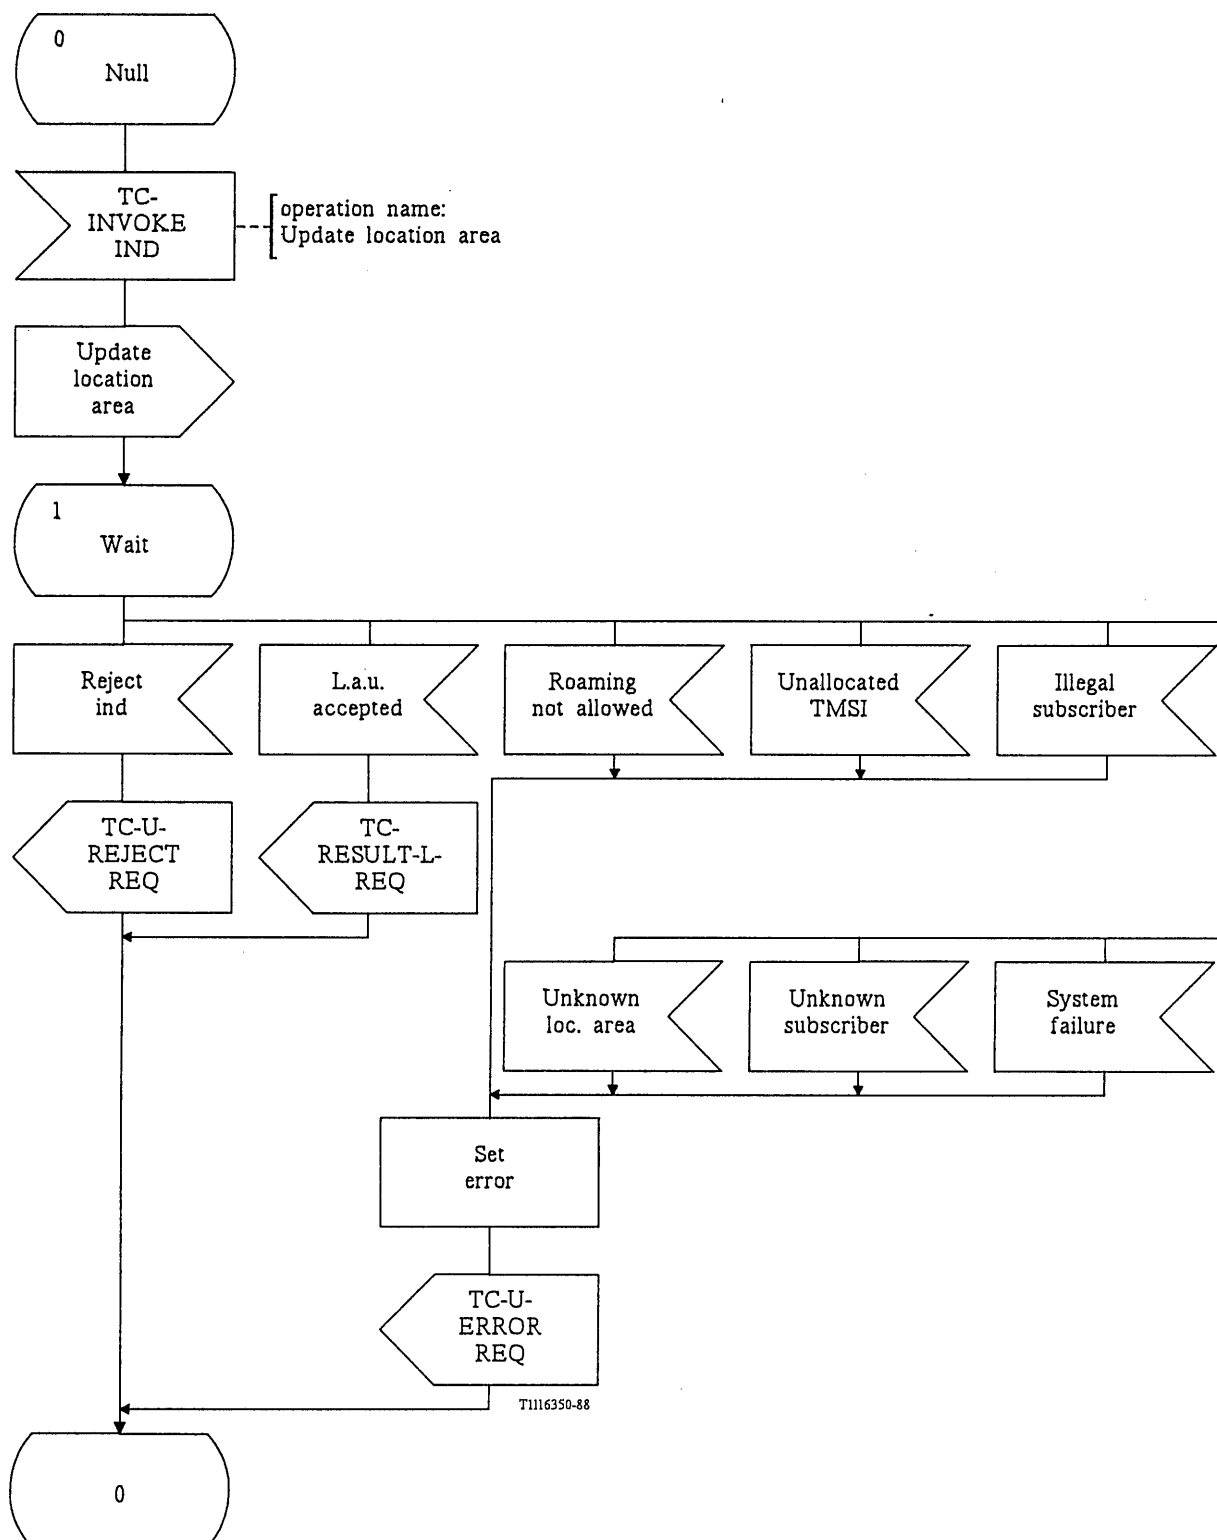 0
Null
TC-
INVOKE
IND
operation name:
Update location area
Update
location
area
1
Wait
Reject
ind
L.a.u.
accepted
Roaming
not allowed
Unallocated
TMSI
Illegal
subscriber
TC-U-
REJECT
REQ
TC-
RESULT-L-
REQ
Unknown
loc. area
Unknown
subscriber
System
failure
Set
error
TC-U-
ERROR
REQ
T1116350-88
0